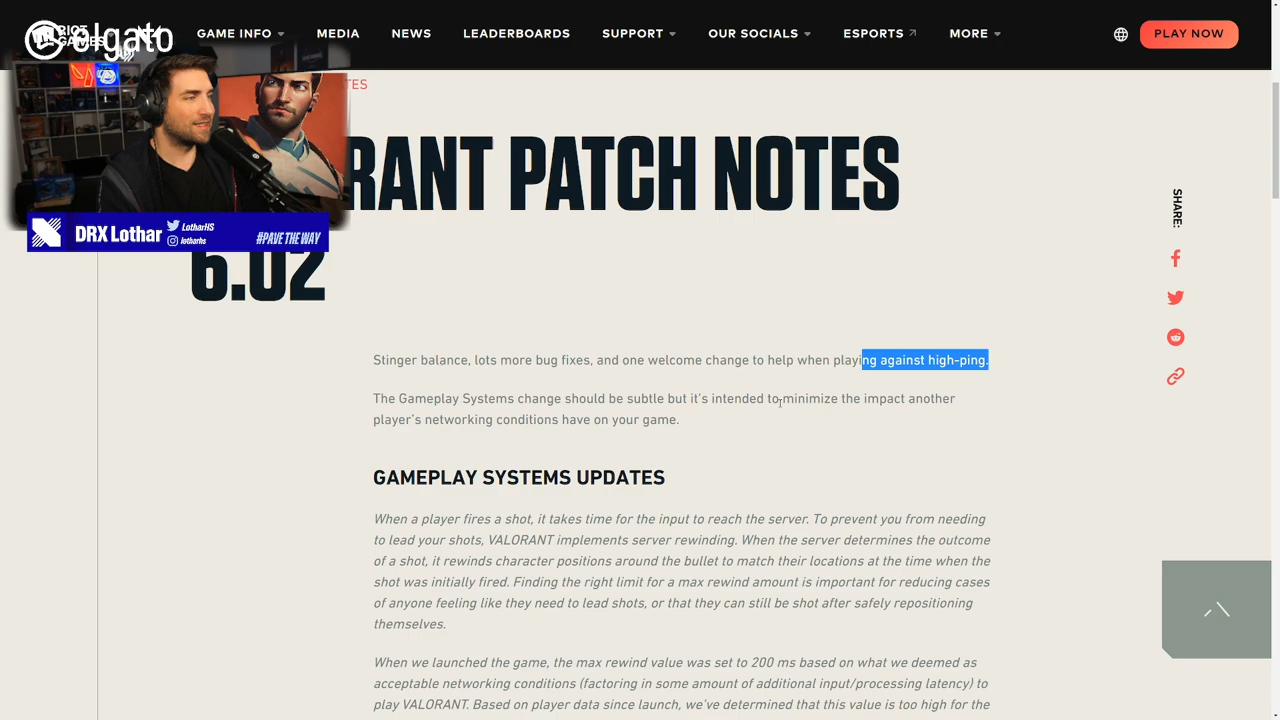 elgato
RIOT
GAMES
GAME INFO
MEDIA
NEWS
LEADERBOARDS
SUPPORT
OUR SOCIALS
ESPORTS
MORE
PLAY NOW
TES
RANT PATCH NOTES
6.02
DRX Lothar
LotharHS
lotharhs
#PAVE THE WAY
SHARE:
Stinger balance, lots more bug fixes, and one welcome change to help when playing against high-ping.
The Gameplay Systems change should be subtle but it's intended to minimize the impact another
player's networking conditions have on your game.
GAMEPLAY SYSTEMS UPDATES
When a player fires a shot, it takes time for the input to reach the server. To prevent you from needing
to lead your shots, VALORANT implements server rewinding. When the server determines the outcome
of a shot, it rewinds character positions around the bullet to match their locations at the time when the
shot was initially fired. Finding the right limit for a max rewind amount is important for reducing cases
of anyone feeling like they need to lead shots, or that they can still be shot after safely repositioning
themselves.
When we launched the game, the max rewind value was set to 200 ms based on what we deemed as
acceptable networking conditions (factoring in some amount of additional input/processing latency) to
play VALORANT. Based on player data since launch, we've determined that this value is too high for the